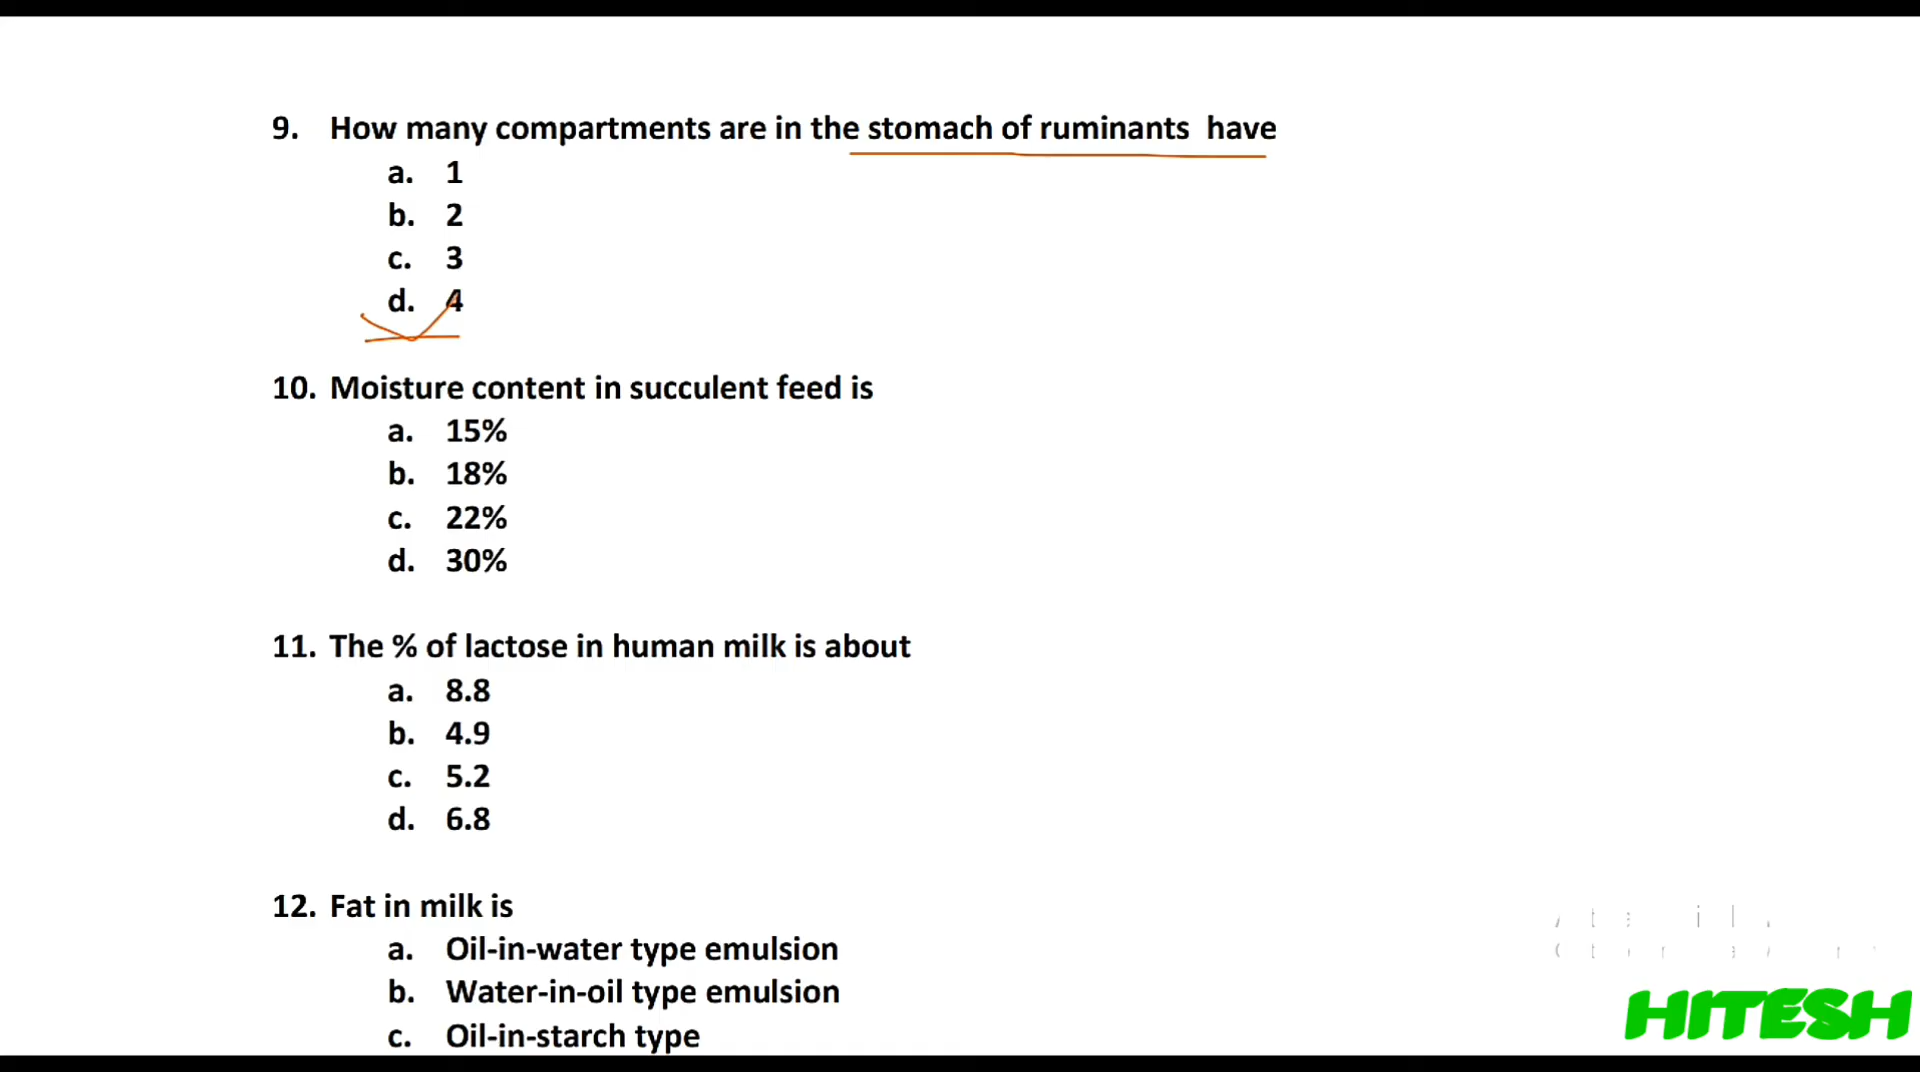 9. How many compartments are in the stomach of ruminants have
a. 1
b. 2
c. 3
d. 4
10. Moisture content in succulent feed is
a. 15%
b. 18%
c. 22%
d. 30%
11. The % of lactose in human milk is about
a. 8.8
b. 4.9
c. 5.2
d. 6.8
12. Fat in milk is
a. Oil-in-water type emulsion
b. Water-in-oil type emulsion
c. Oil-in-starch type
HITESH